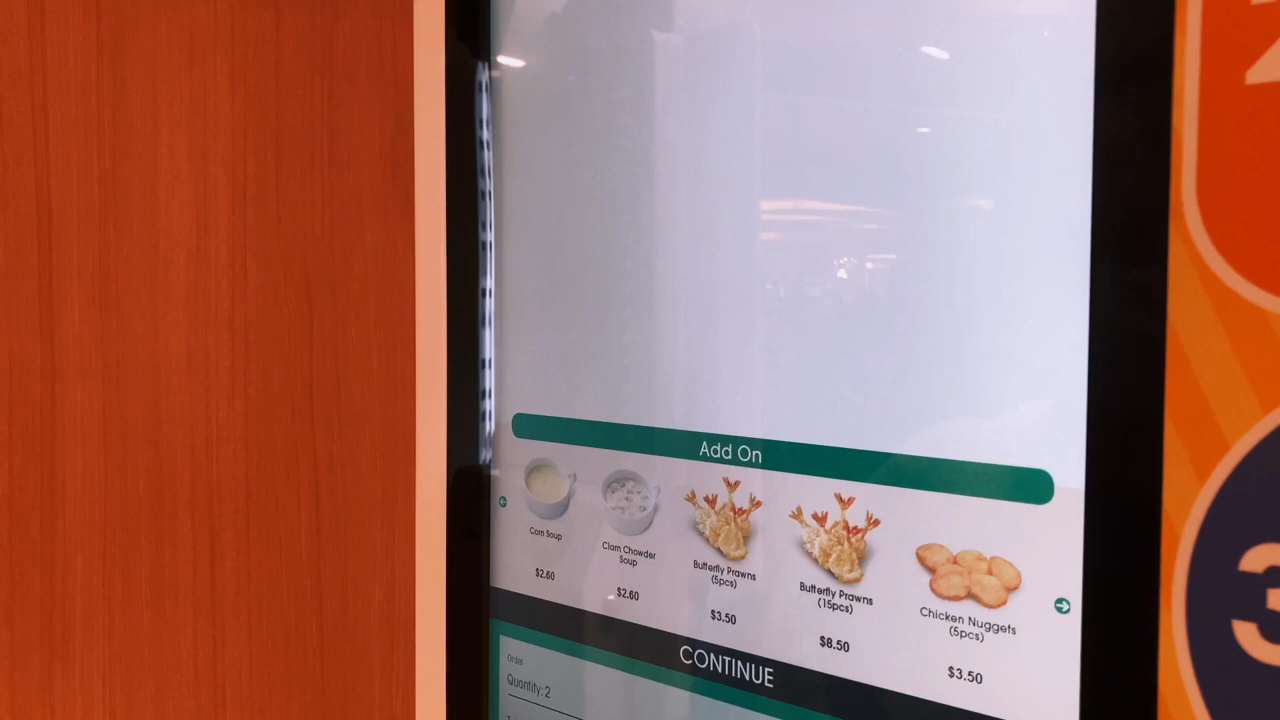 Add On
Corn Soup
$2.60
Clam Chowder
Soup
$2.60
Butterfly Prawns
(5pcs)
$3.50
Butterfly Prawns
(15pcs)
$8.50
Chicken Nuggets
(5pcs)
$3.50
CONTINUE
Order
Quantity: 2
3